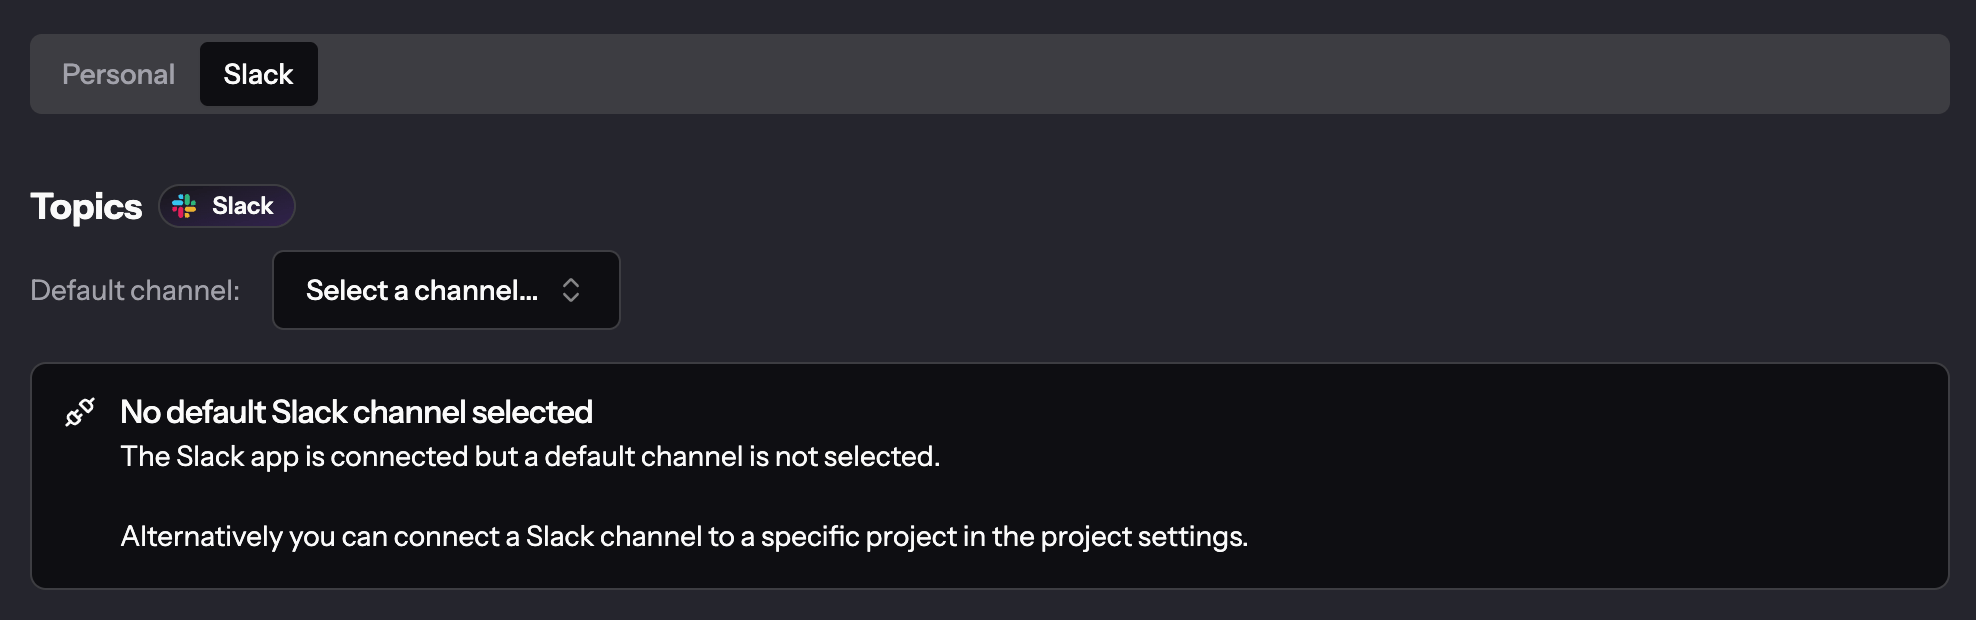 Personal Slack
Topics Slack
Default channel: Select a channel...
No default Slack channel selected
The Slack app is connected but a default channel is not selected.
Alternatively you can connect a Slack channel to a specific project in the project settings.